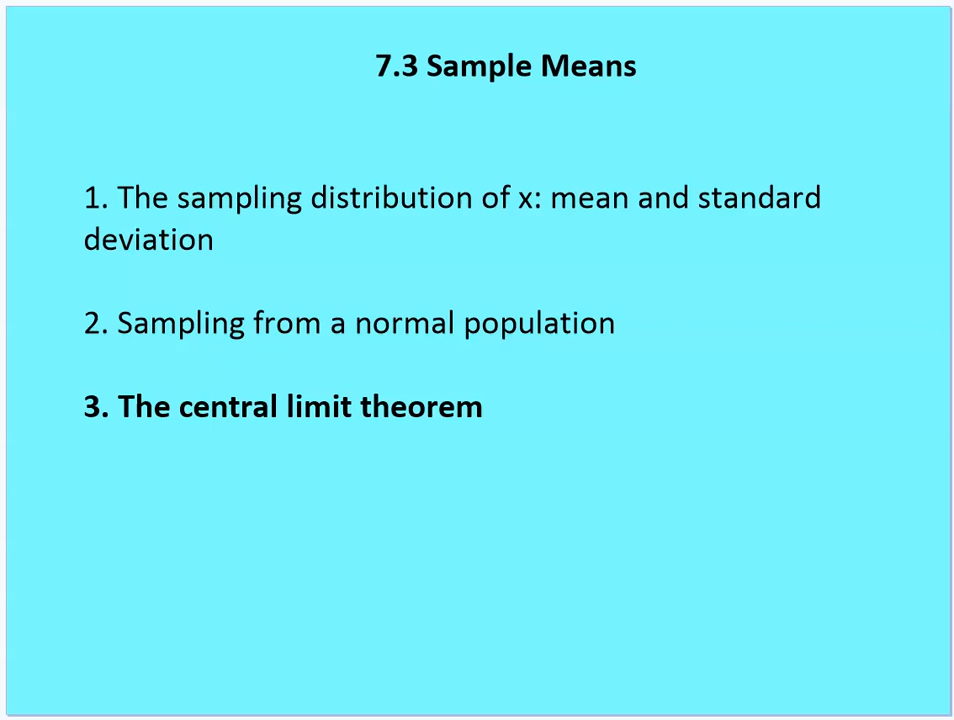 7.3 Sample Means
1. The sampling distribution of x: mean and standard
deviation
2. Sampling from a normal population
3. The central limit theorem